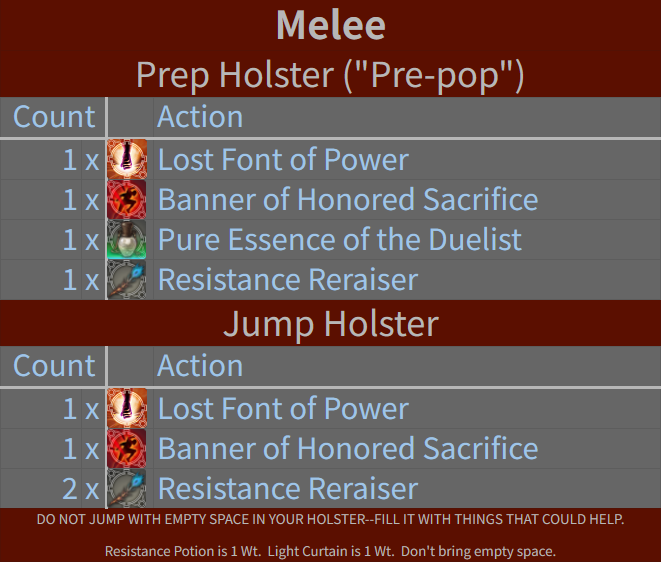 Melee
Prep Holster ("Pre-pop")
Count Action
1 x Lost Font of Power
1 x Banner of Honored Sacrifice
1 x Pure Essence of the Duelist
1 x Resistance Reraiser
Jump Holster
Count Action
1 x Lost Font of Power
1 x Banner of Honored Sacrifice
2 x Resistance Reraiser
DO NOT JUMP WITH EMPTY SPACE IN YOUR HOLSTER--FILL IT WITH THINGS THAT COULD HELP.
Resistance Potion is 1 Wt. Light Curtain is 1 Wt. Don't bring empty space.